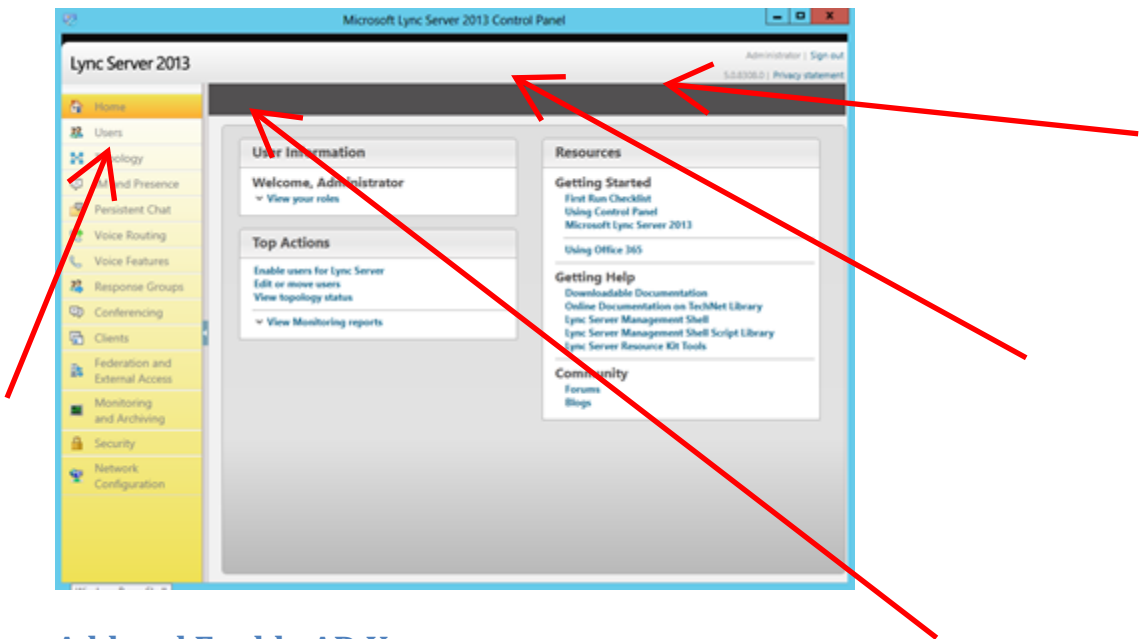 Microsoft Lync Server 2013 Control Panel
Lync Server 2013
Administrator | Sign out
5.0.8308.0 | Privacy statement
Home
Users
Topology
IM and Presence
Persistent Chat
Voice Routing
Voice Features
Response Groups
Conferencing
Clients
Federation and
External Access
Monitoring
and Archiving
Security
Network
Configuration
User Information
Welcome, Administrator
View your roles
Top Actions
Enable users for Lync Server
Edit or move users
View topology status
View Monitoring reports
Resources
Getting Started
First Run Checklist
Using Control Panel
Microsoft Lync Server 2013
Using Office 365
Getting Help
Downloadable Documentation
Online Documentation on TechNet Library
Lync Server Management Shell
Lync Server Management Shell Script Library
Lync Server Resource Kit Tools
Community
Forums
Blogs